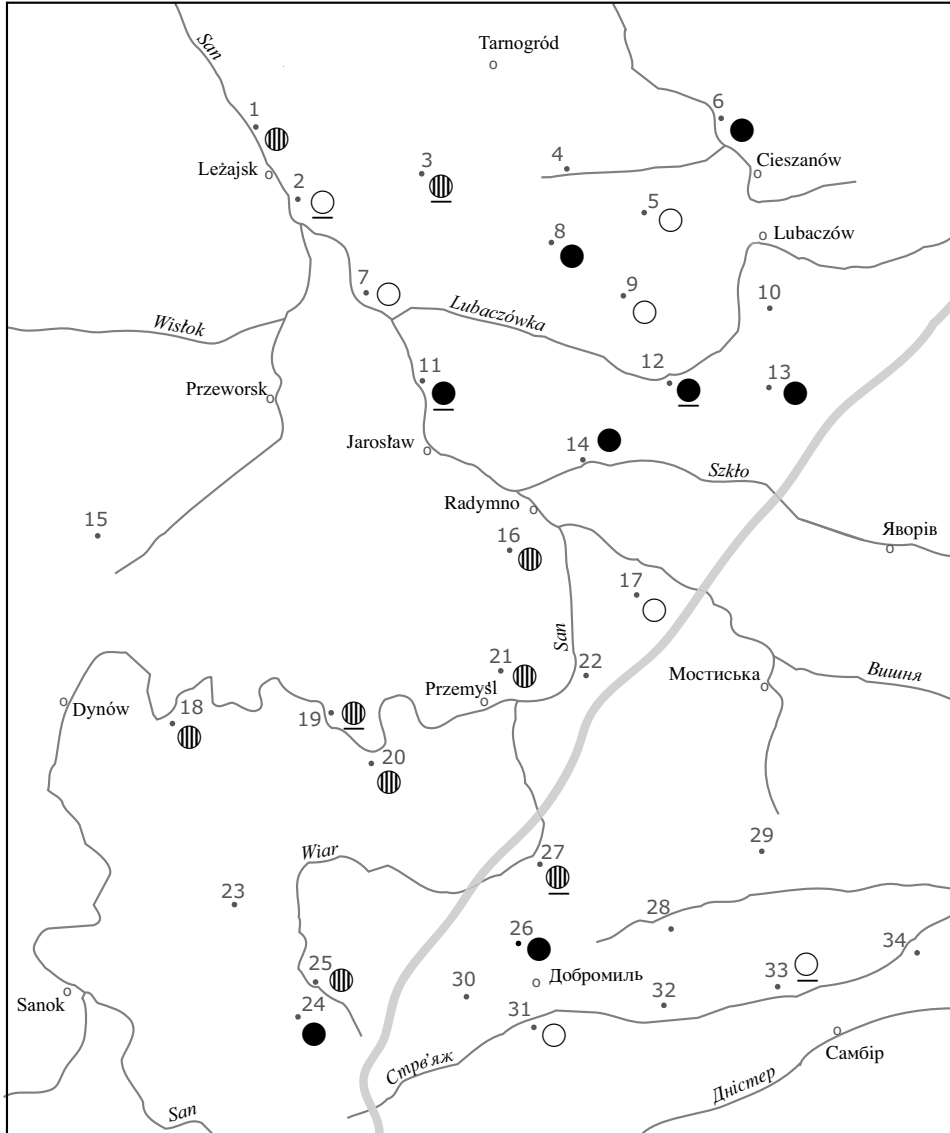 San
Tarnogród
1
6
Leżajsk
3
4
Cieszanów
2
5
8
Lubaczów
7
9
10
Wisłok
Lubaczówka
11
12
13
Przeworsk
Jarosław
14
Szkło
Radymno
15
16
Яворів
17
San
21
22
Мостиська
Вишня
Przemyśl
Dynów
18
19
20
Wiar
27
29
23
28
26
34
25
Добромиль
33
Sanok
24
30
31
32
Стрв'яж
Самбір
Дністер
San